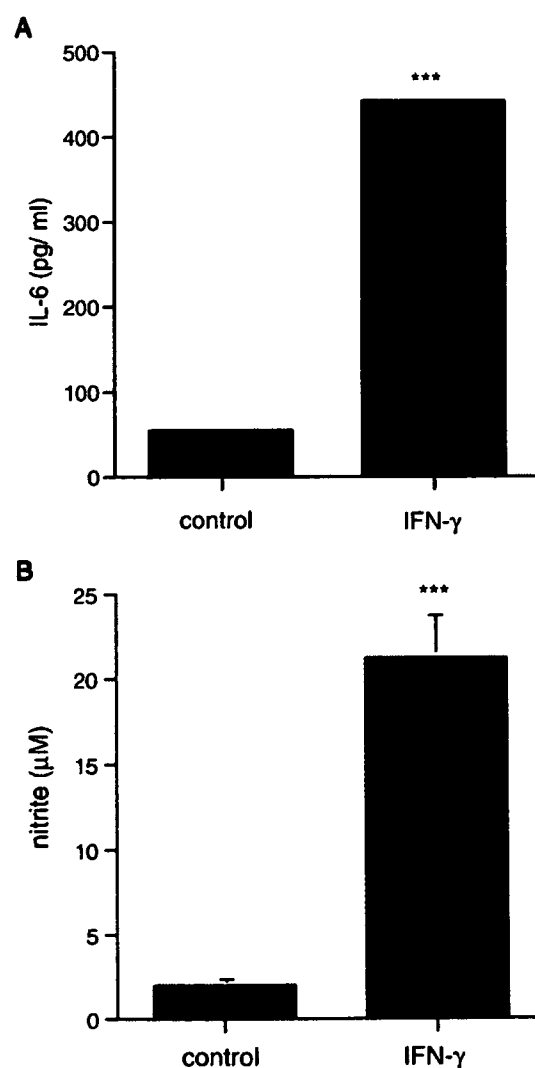 A
500
***
400
300
IL-6 (pg/ ml)
200
100
0
control IFN-γ
B
25
***
20
15
nitrite (μM)
10
5
0
control IFN-γ